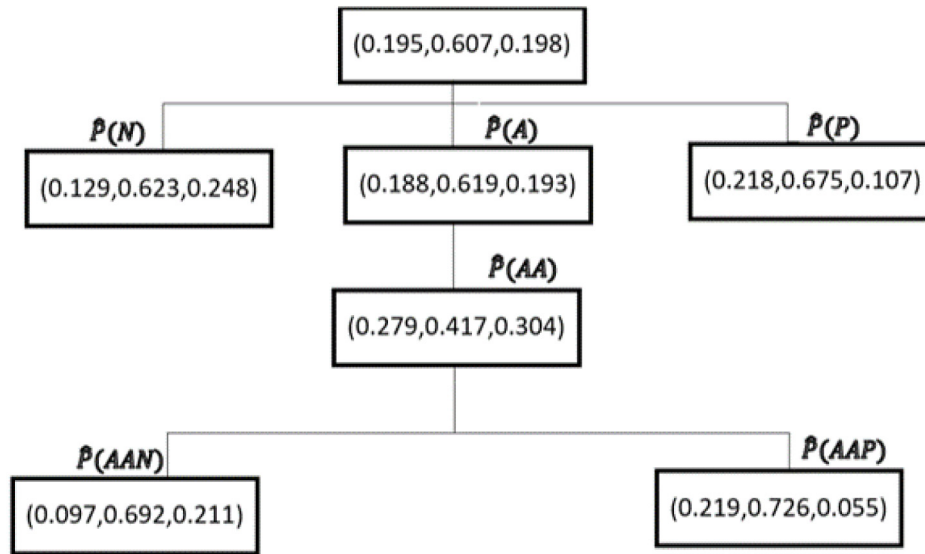 (0.195,0.607,0.198)
P̂(N)
P̂(A)
P̂(P)
(0.129,0.623,0.248)
(0.188,0.619,0.193)
(0.218,0.675,0.107)
P̂(AA)
(0.279,0.417,0.304)
P̂(AAN)
P̂(AAP)
(0.097,0.692,0.211)
(0.219,0.726,0.055)